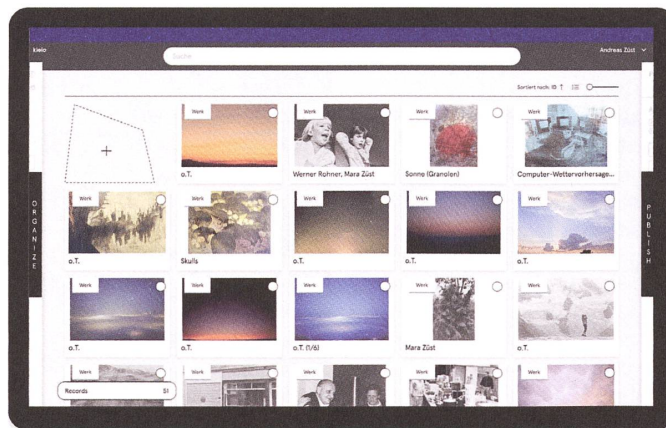 kleio
Suche
Andreas Züst
Sortiert nach: ID ↑
Werk
o.T.
Werk
Werner Rohner, Mara Züst
Werk
Sonne (Granolen)
Werk
Computer-Wettervorhersage...
ORGANIZE
PUBLISH
Werk
o.T.
Werk
Skulls
Werk
o.T.
Werk
o.T.
Werk
o.T.
Werk
o.T.
Werk
o.T.
Werk
o.T. (1/6)
Werk
Mara Züst
Werk
o.T.
Werk
Werk
Werk
Werk
Werk
Records 51